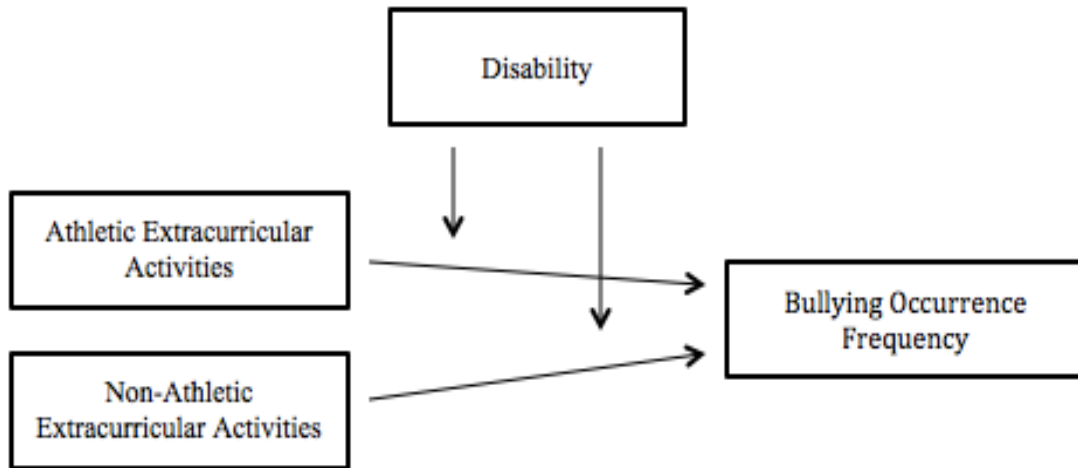 Disability
Athletic Extracurricular
Activities
Bullying Occurrence
Frequency
Non-Athletic
Extracurricular Activities